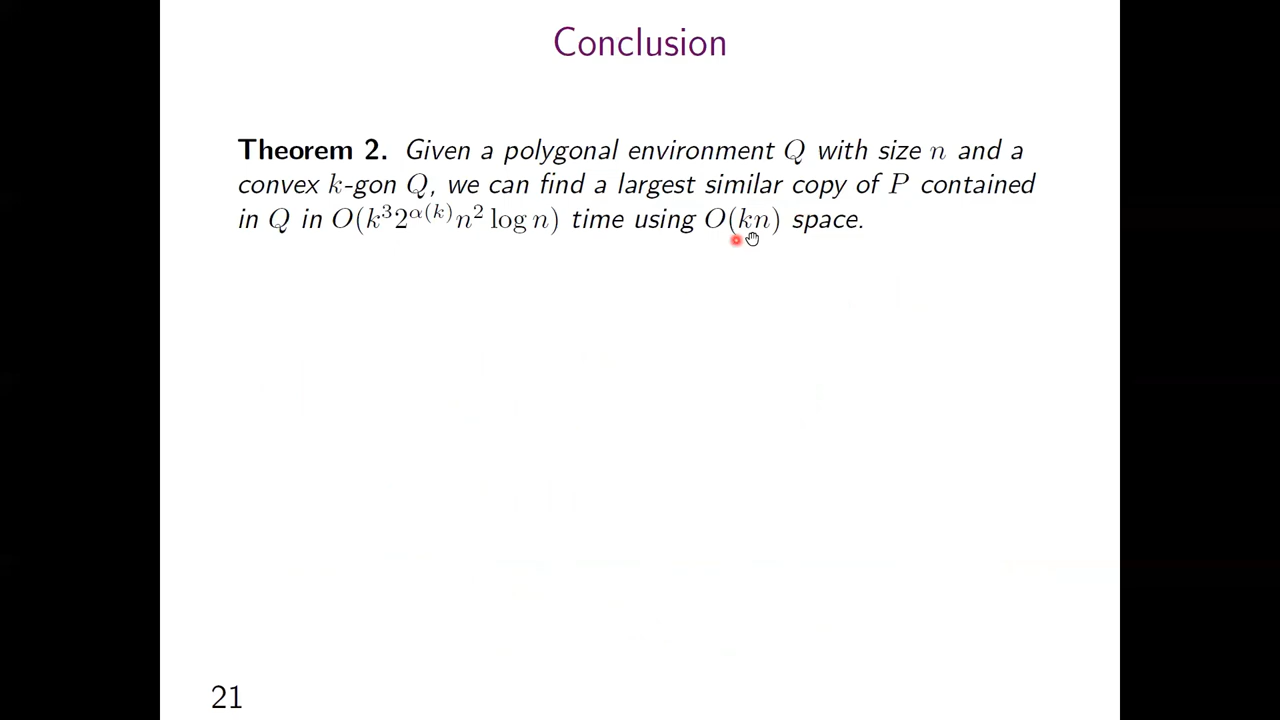 Conclusion
Theorem 2. Given a polygonal environment Q with size n and a
convex k-gon Q, we can find a largest similar copy of P contained
in Q in O(k³2^{α(k)}n² log n) time using O(kn) space.
21